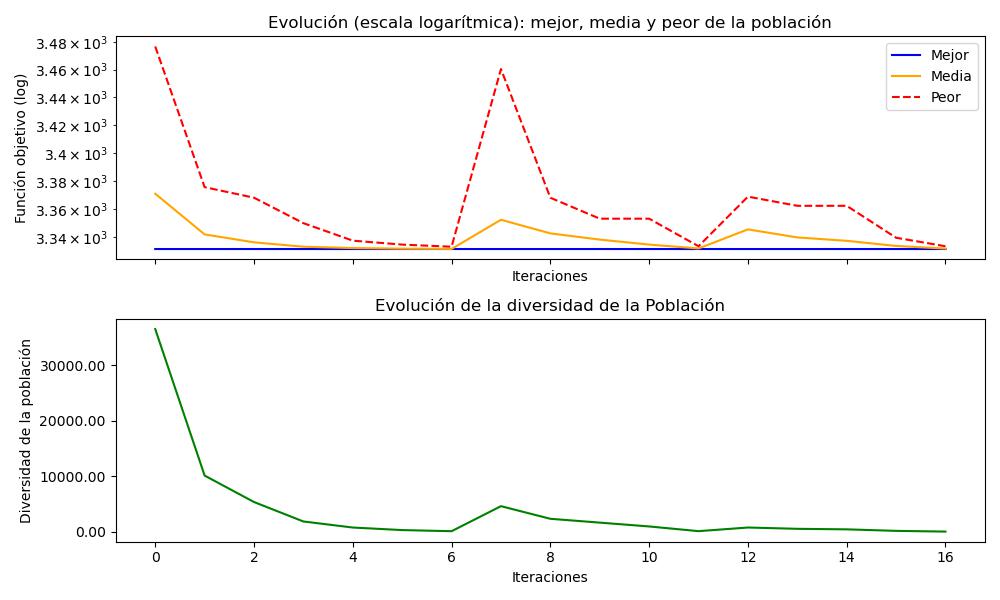 Evolución (escala logarítmica): mejor, media y peor de la población
3.48 × 10³
3.46 × 10³
3.44 × 10³
3.42 × 10³
3.4 × 10³
3.38 × 10³
3.36 × 10³
3.34 × 10³
Función objetivo (log)
Mejor
Media
Peor
Iteraciones
Evolución de la diversidad de la Población
30000.00
20000.00
10000.00
0.00
Diversidad de la población
0 2 4 6 8 10 12 14 16
Iteraciones